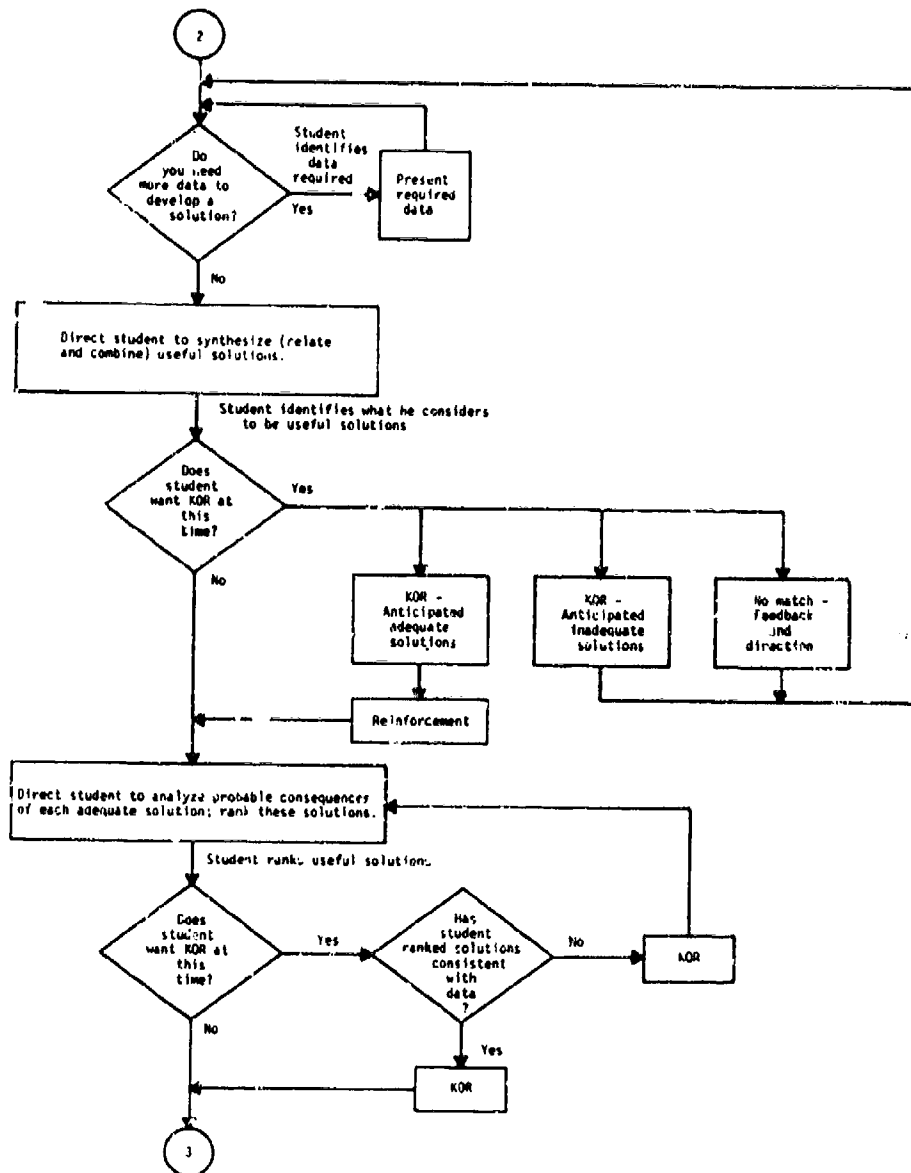 2
Do
you need
more data to
develop a
solution?
Student
identifies
data
required
Yes
Present
required
data
No
Direct student to synthesize (relate
and combine) useful solutions.
Student identifies what he considers
to be useful solutions
Does
student
want KOR at
this
time?
Yes
No
KOR -
Anticipated
adequate
solutions
KOR -
Anticipated
inadequate
solutions
No match -
feedback
and
direction
Reinforcement
Direct student to analyze probable consequences
of each adequate solution; rank these solutions.
Student ranks useful solutions
Does
student
want KOR at
this
time?
Yes
Has
student
ranked solutions
consistent
with
data
?
No
KOR
No
Yes
KOR
3